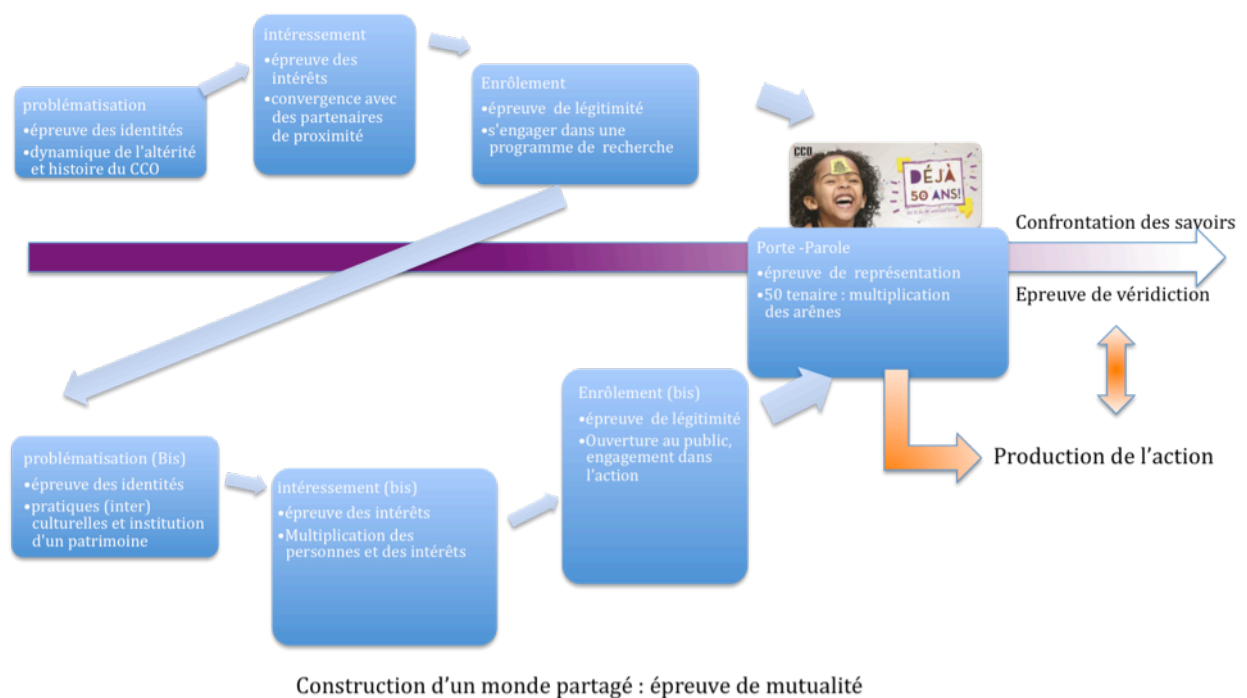 problématisation
•épreuve des identités
•dynamique de l'altérité
et histoire du CCO
intéressement
•épreuve des
intérêts
•convergence avec
des partenaires
de proximité
Enrôlement
•épreuve de légitimité
•s'engager dans une
programme de recherche
CCO
DÉJÀ
50 ANS!
Confrontation des savoirs
Porte -Parole
•épreuve de représentation
•50 tenaire : multiplication
des arènes
Epreuve de véridiction
problématisation (Bis)
•épreuve des identités
•pratiques (inter)
culturelles et institution
d'un patrimoine
intéressement (bis)
•épreuve des intérêts
•Multiplication des
personnes et des intérêts
Enrôlement (bis)
•épreuve de légitimité
•Ouverture au public,
engagement dans
l'action
Production de l’action
Construction d’un monde partagé : épreuve de mutualité